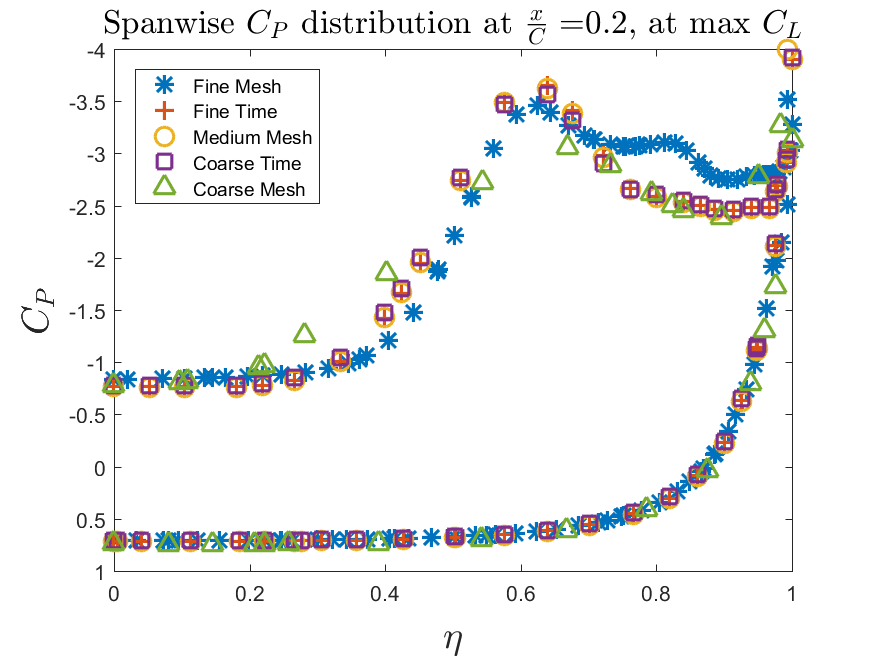 Spanwise $C_P$ distribution at $\frac{x}{C}$ =0.2, at max $C_L$
-4
-3.5
-3
-2.5
-2
-1.5
-1
-0.5
0
0.5
1
Fine Mesh
Fine Time
Medium Mesh
Coarse Time
Coarse Mesh
$C_P$
0
0.2
0.4
0.6
0.8
1
η